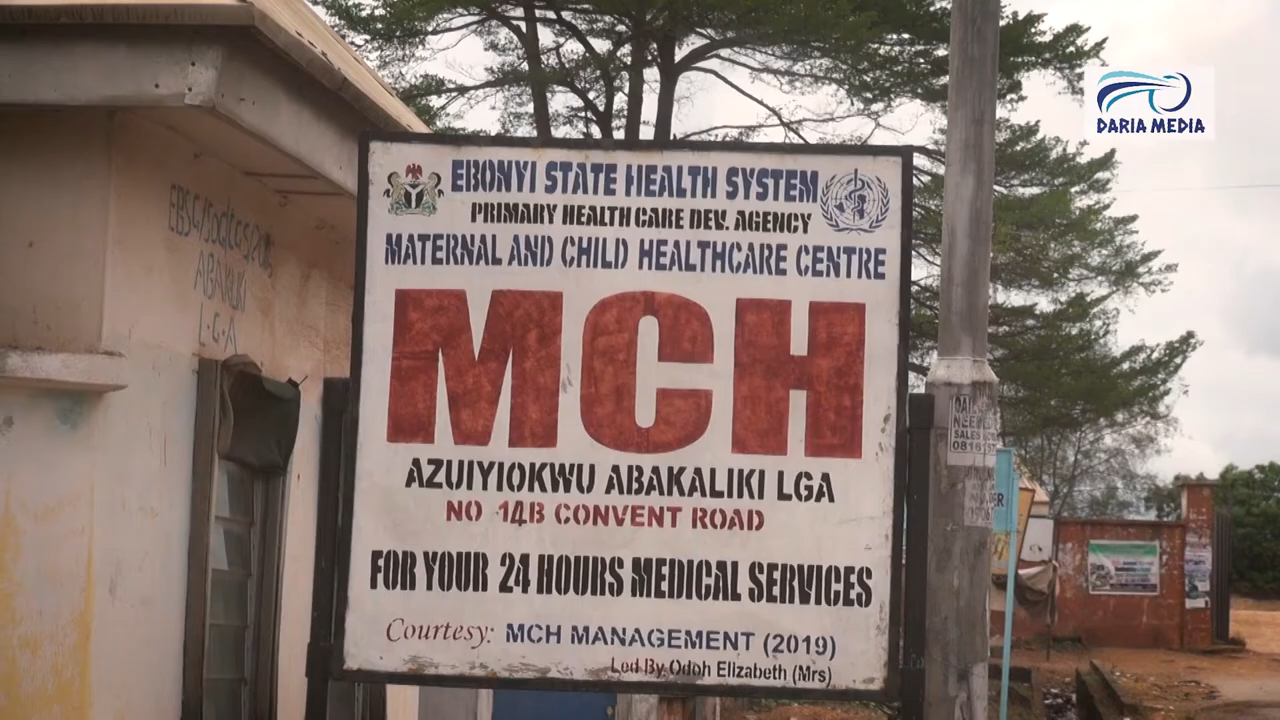 DARIA MEDIA
EBONYI STATE HEALTH SYSTEM
PRIMARY HEALTH CARE DEV. AGENCY
MATERNAL AND CHILD HEALTHCARE CENTRE
MCH
AZUIYIOKWU ABAKALIKI LGA
NO 14B CONVENT ROAD
FOR YOUR 24 HOURS MEDICAL SERVICES
Courtesy: MCH MANAGEMENT (2019)
Led By Odoh Elizabeth (Mrs)
ABAKALIKI
L.G.A
SALES